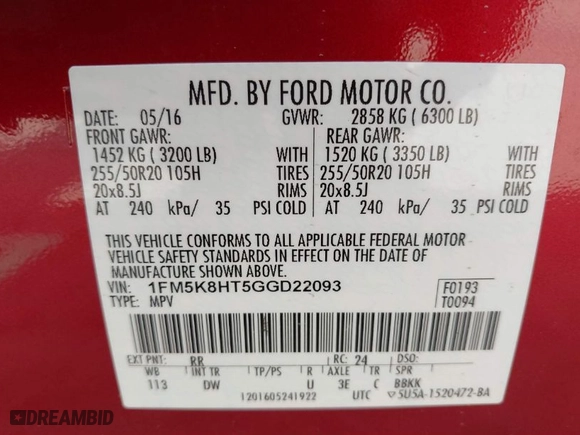 MFD. BY FORD MOTOR CO.
DATE: 05/16 GVWR: 2858 KG ( 6300 LB)
FRONT GAWR: REAR GAWR:
1452 KG ( 3200 LB) WITH 1520 KG ( 3350 LB) WITH
255/50R20 105H TIRES 255/50R20 105H TIRES
20x8.5J RIMS 20x8.5J RIMS
AT 240 kPa/ 35 PSI COLD AT 240 kPa/ 35 PSI COLD
THIS VEHICLE CONFORMS TO ALL APPLICABLE FEDERAL MOTOR
VEHICLE SAFETY STANDARDS IN EFFECT ON THE DATE OF
MANUFACTURE SHOWN ABOVE.
VIN: 1FM5K8HT5GGD22093 F0193
TYPE: MPV T0094
EXT PNT: RR RC: 24 DSO:
WB INT TR TP/PS R AXLE TR SPR
113 DW U 3E C BBKK
1201605241922 UTC 5U5A-1520472-BA
DREAMBID